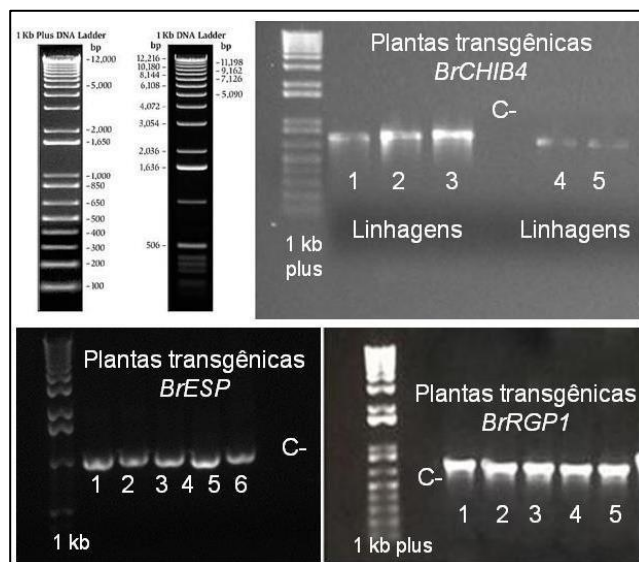 1 Kb Plus DNA Ladder
bp
12,000
5,000
2,000
1,650
1,000
850
650
500
400
300
200
100
1 Kb DNA Ladder
bp bp
12,216
10,180
8,144
6,108
4,072
3,054
2,036
1,636
506
11,198
9,162
7,126
5,090
Plantas transgênicas
BrCHIB4
C-
1 2 3 4 5
Linhagens Linhagens
1 kb
plus
Plantas transgênicas
BrESP
C-
1 2 3 4 5 6
1 kb
Plantas transgênicas
BrRGP1
C-
1 2 3 4 5
1 kb plus